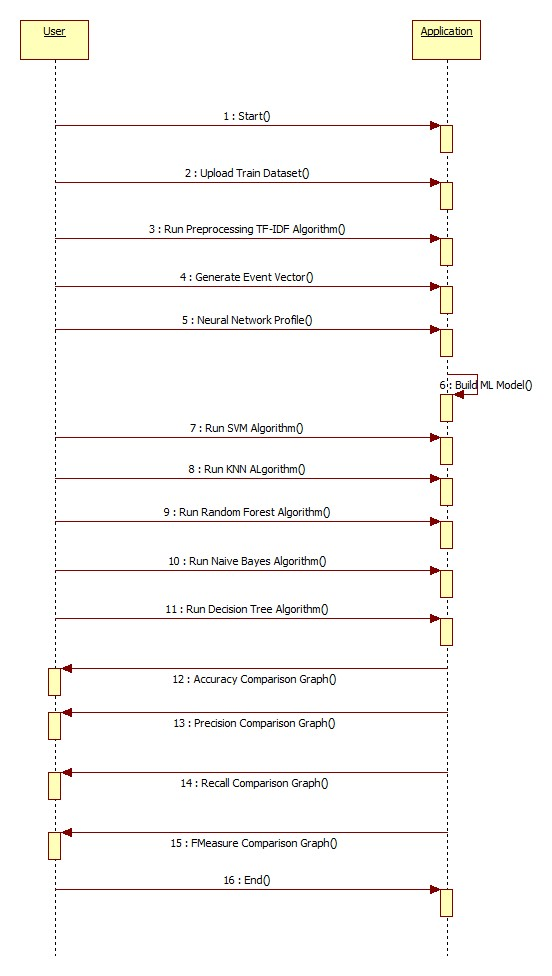 User
Application
1 : Start()
2 : Upload Train Dataset()
3 : Run Preprocessing TF-IDF Algorithm()
4 : Generate Event Vector()
5 : Neural Network Profile()
6 : Build ML Model()
7 : Run SVM Algorithm()
8 : Run KNN ALgorithm()
9 : Run Random Forest Algorithm()
10 : Run Naive Bayes Algorithm()
11 : Run Decision Tree Algorithm()
12 : Accuracy Comparison Graph()
13 : Precision Comparison Graph()
14 : Recall Comparison Graph()
15 : FMeasure Comparison Graph()
16 : End()